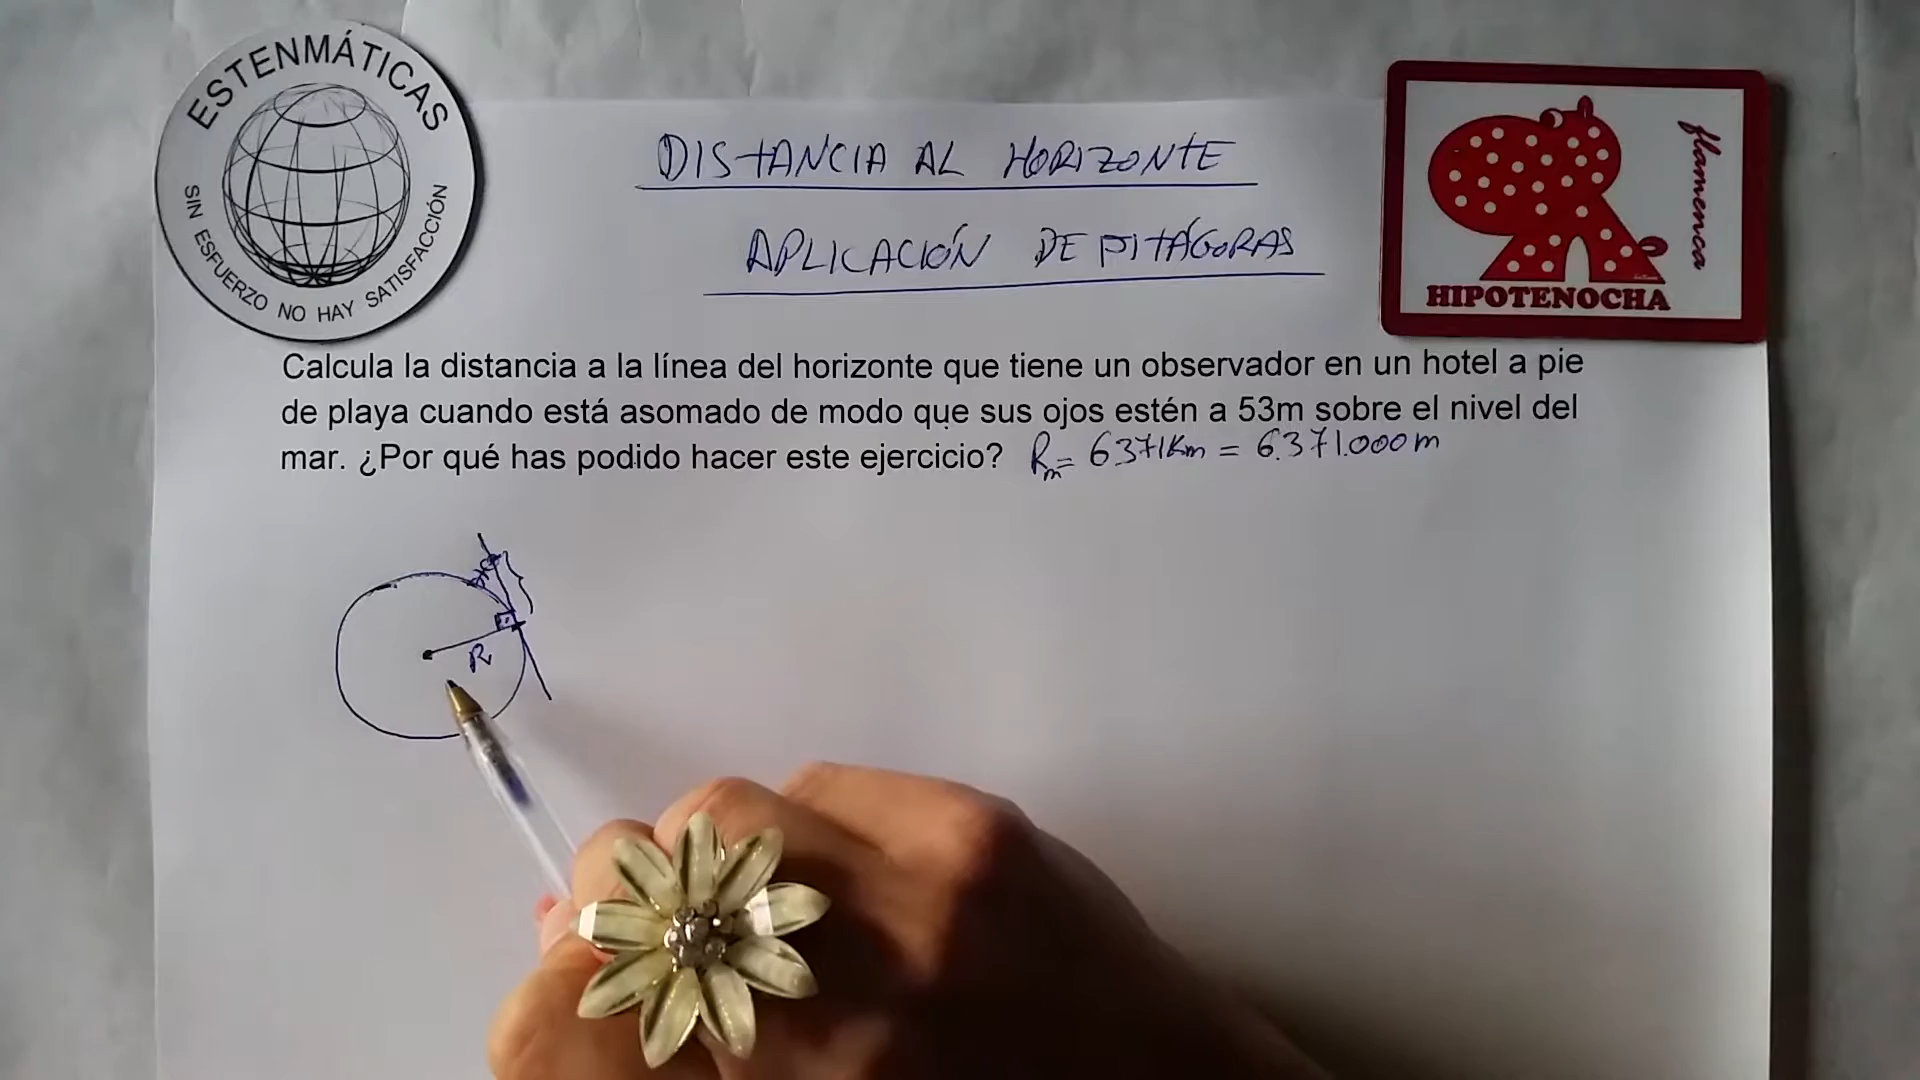 ESTENMÁTICAS
SIN ESFUERZO NO HAY SATISFACCIÓN
DISTANCIA AL HORIZONTE
APLICACIÓN DE PITÁGORAS
flamenca
HIPOTENOCHA
Calcula la distancia a la línea del horizonte que tiene un observador en un hotel a pie
de playa cuando está asomado de modo que sus ojos estén a 53m sobre el nivel del
mar. ¿Por qué has podido hacer este ejercicio? Rm = 6371Km = 6.371.000m
R